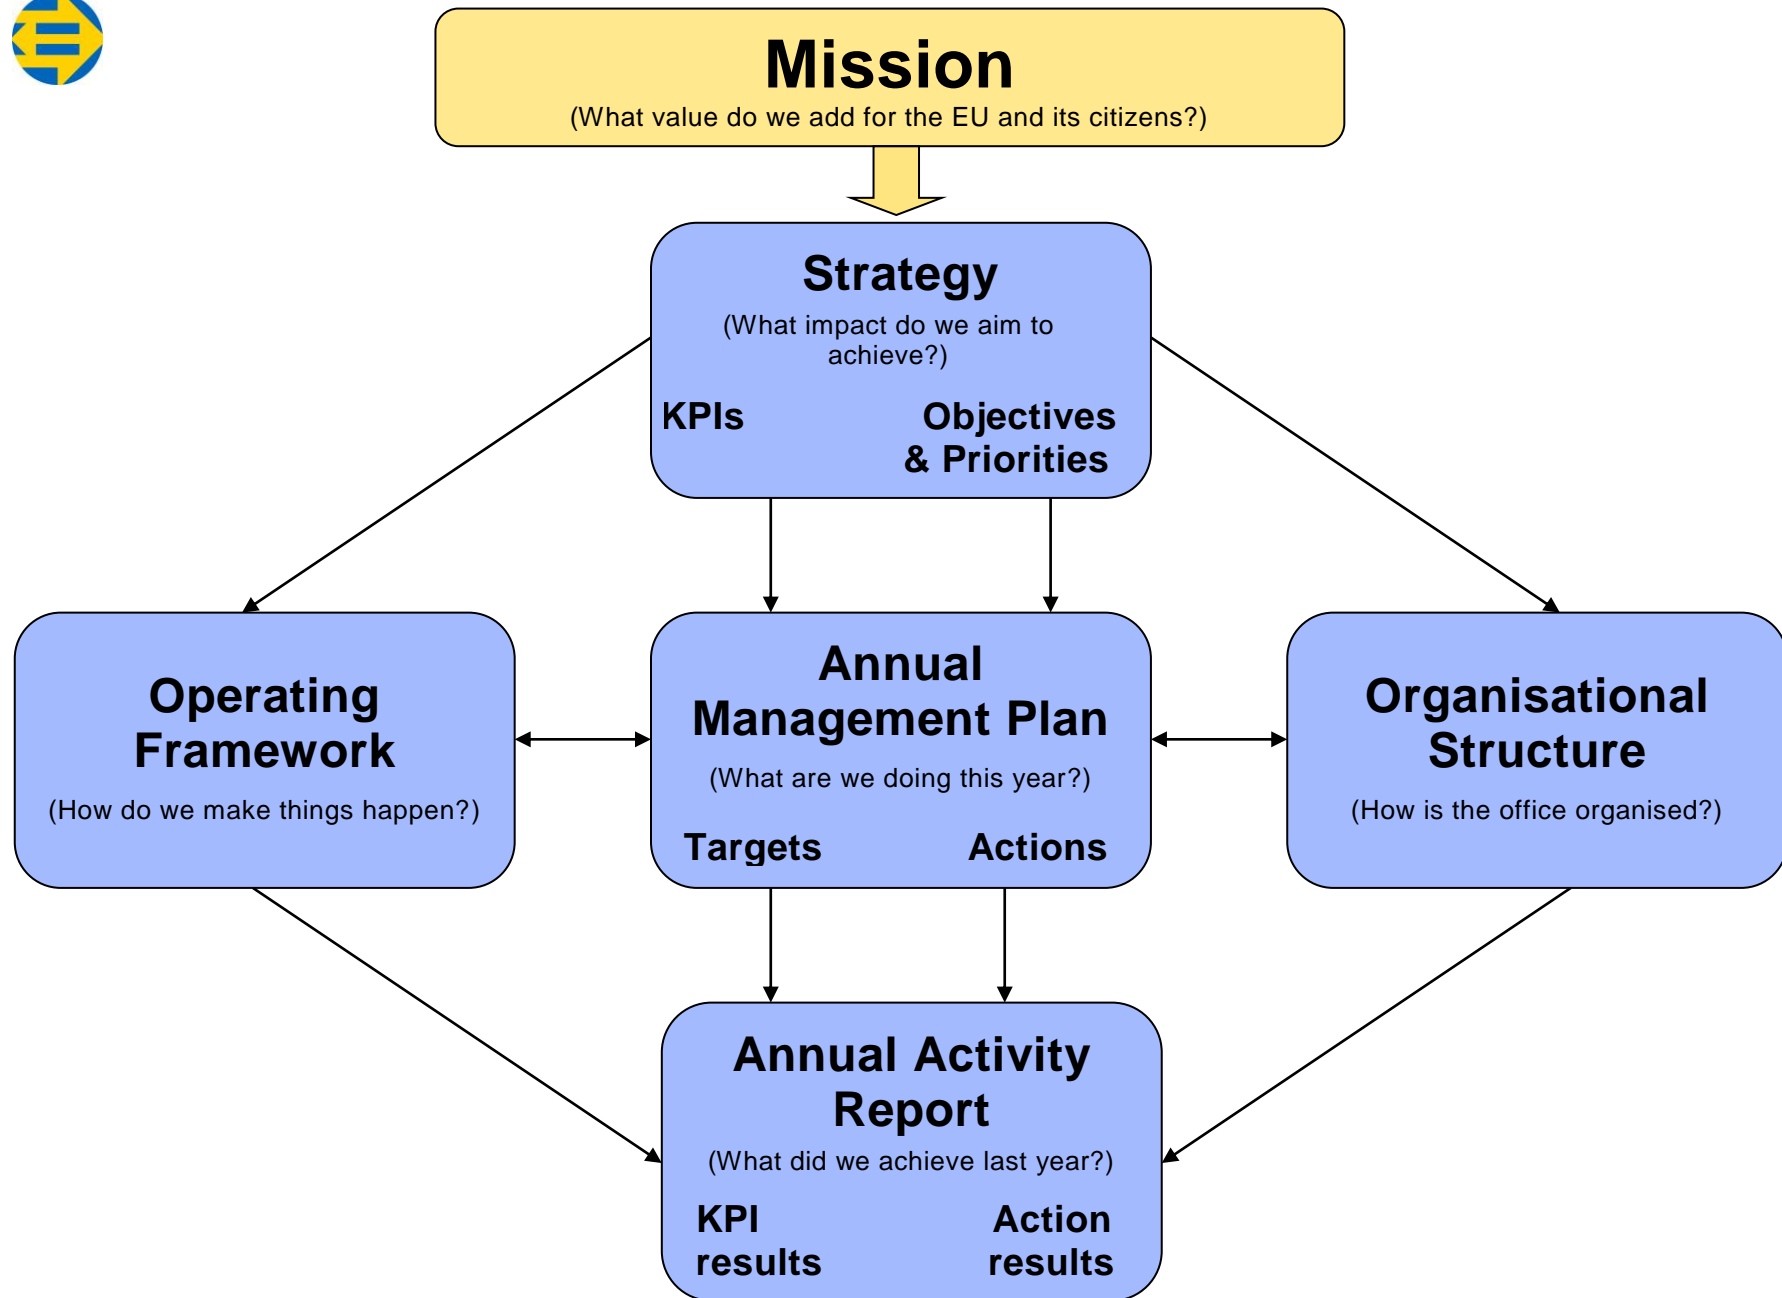 Mission
(What value do we add for the EU and its citizens?)
Strategy
(What impact do we aim to
achieve?)
KPIs
Objectives
& Priorities
Operating
Framework
(How do we make things happen?)
Annual
Management Plan
(What are we doing this year?)
Targets
Actions
Organisational
Structure
(How is the office organised?)
Annual Activity
Report
(What did we achieve last year?)
KPI
results
Action
results